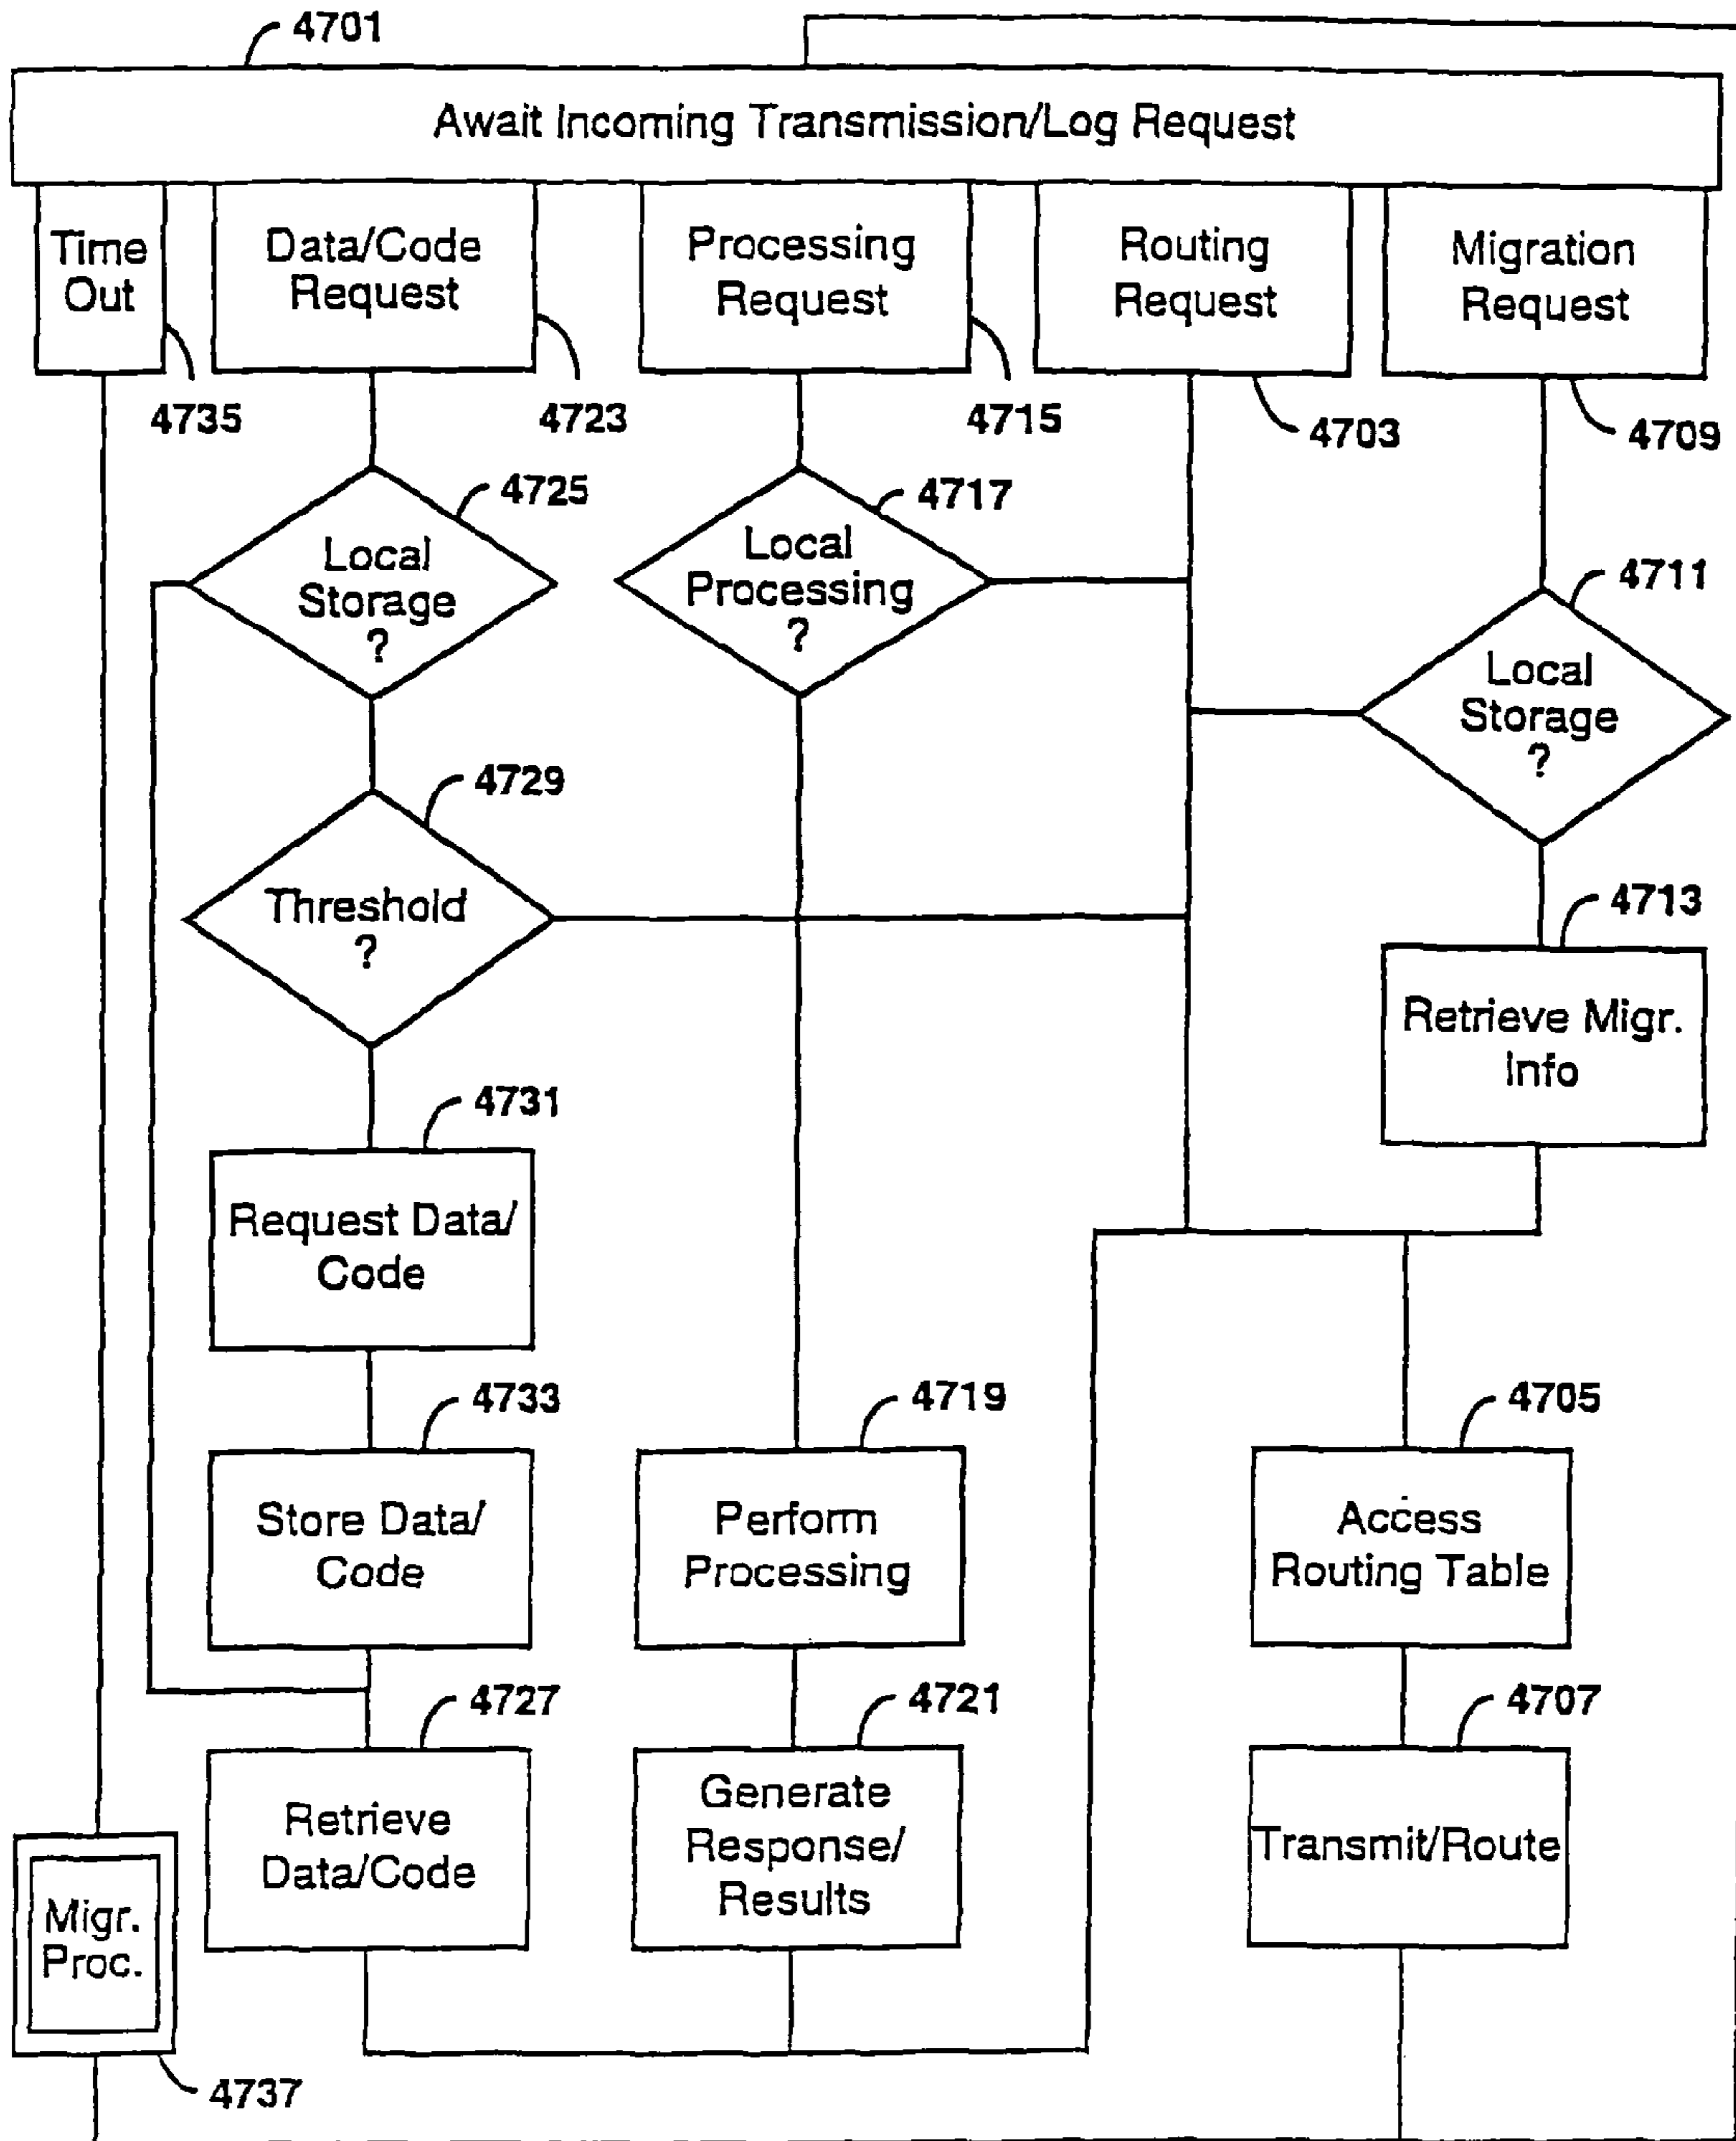 4701
Await Incoming Transmission/Log Request
Time
Out
Data/Code
Request
Processing
Request
Routing
Request
Migration
Request
4735
4723
4715
4703
4709
4725
Local
Storage
?
4717
Local
Processing
?
4711
Local
Storage
?
4729
Threshold
?
4713
Retrieve Migr.
Info
4731
Request Data/
Code
4733
Store Data/
Code
4719
Perform
Processing
4705
Access
Routing Table
4727
Retrieve
Data/Code
4721
Generate
Response/
Results
4707
Transmit/Route
Migr.
Proc.
4737